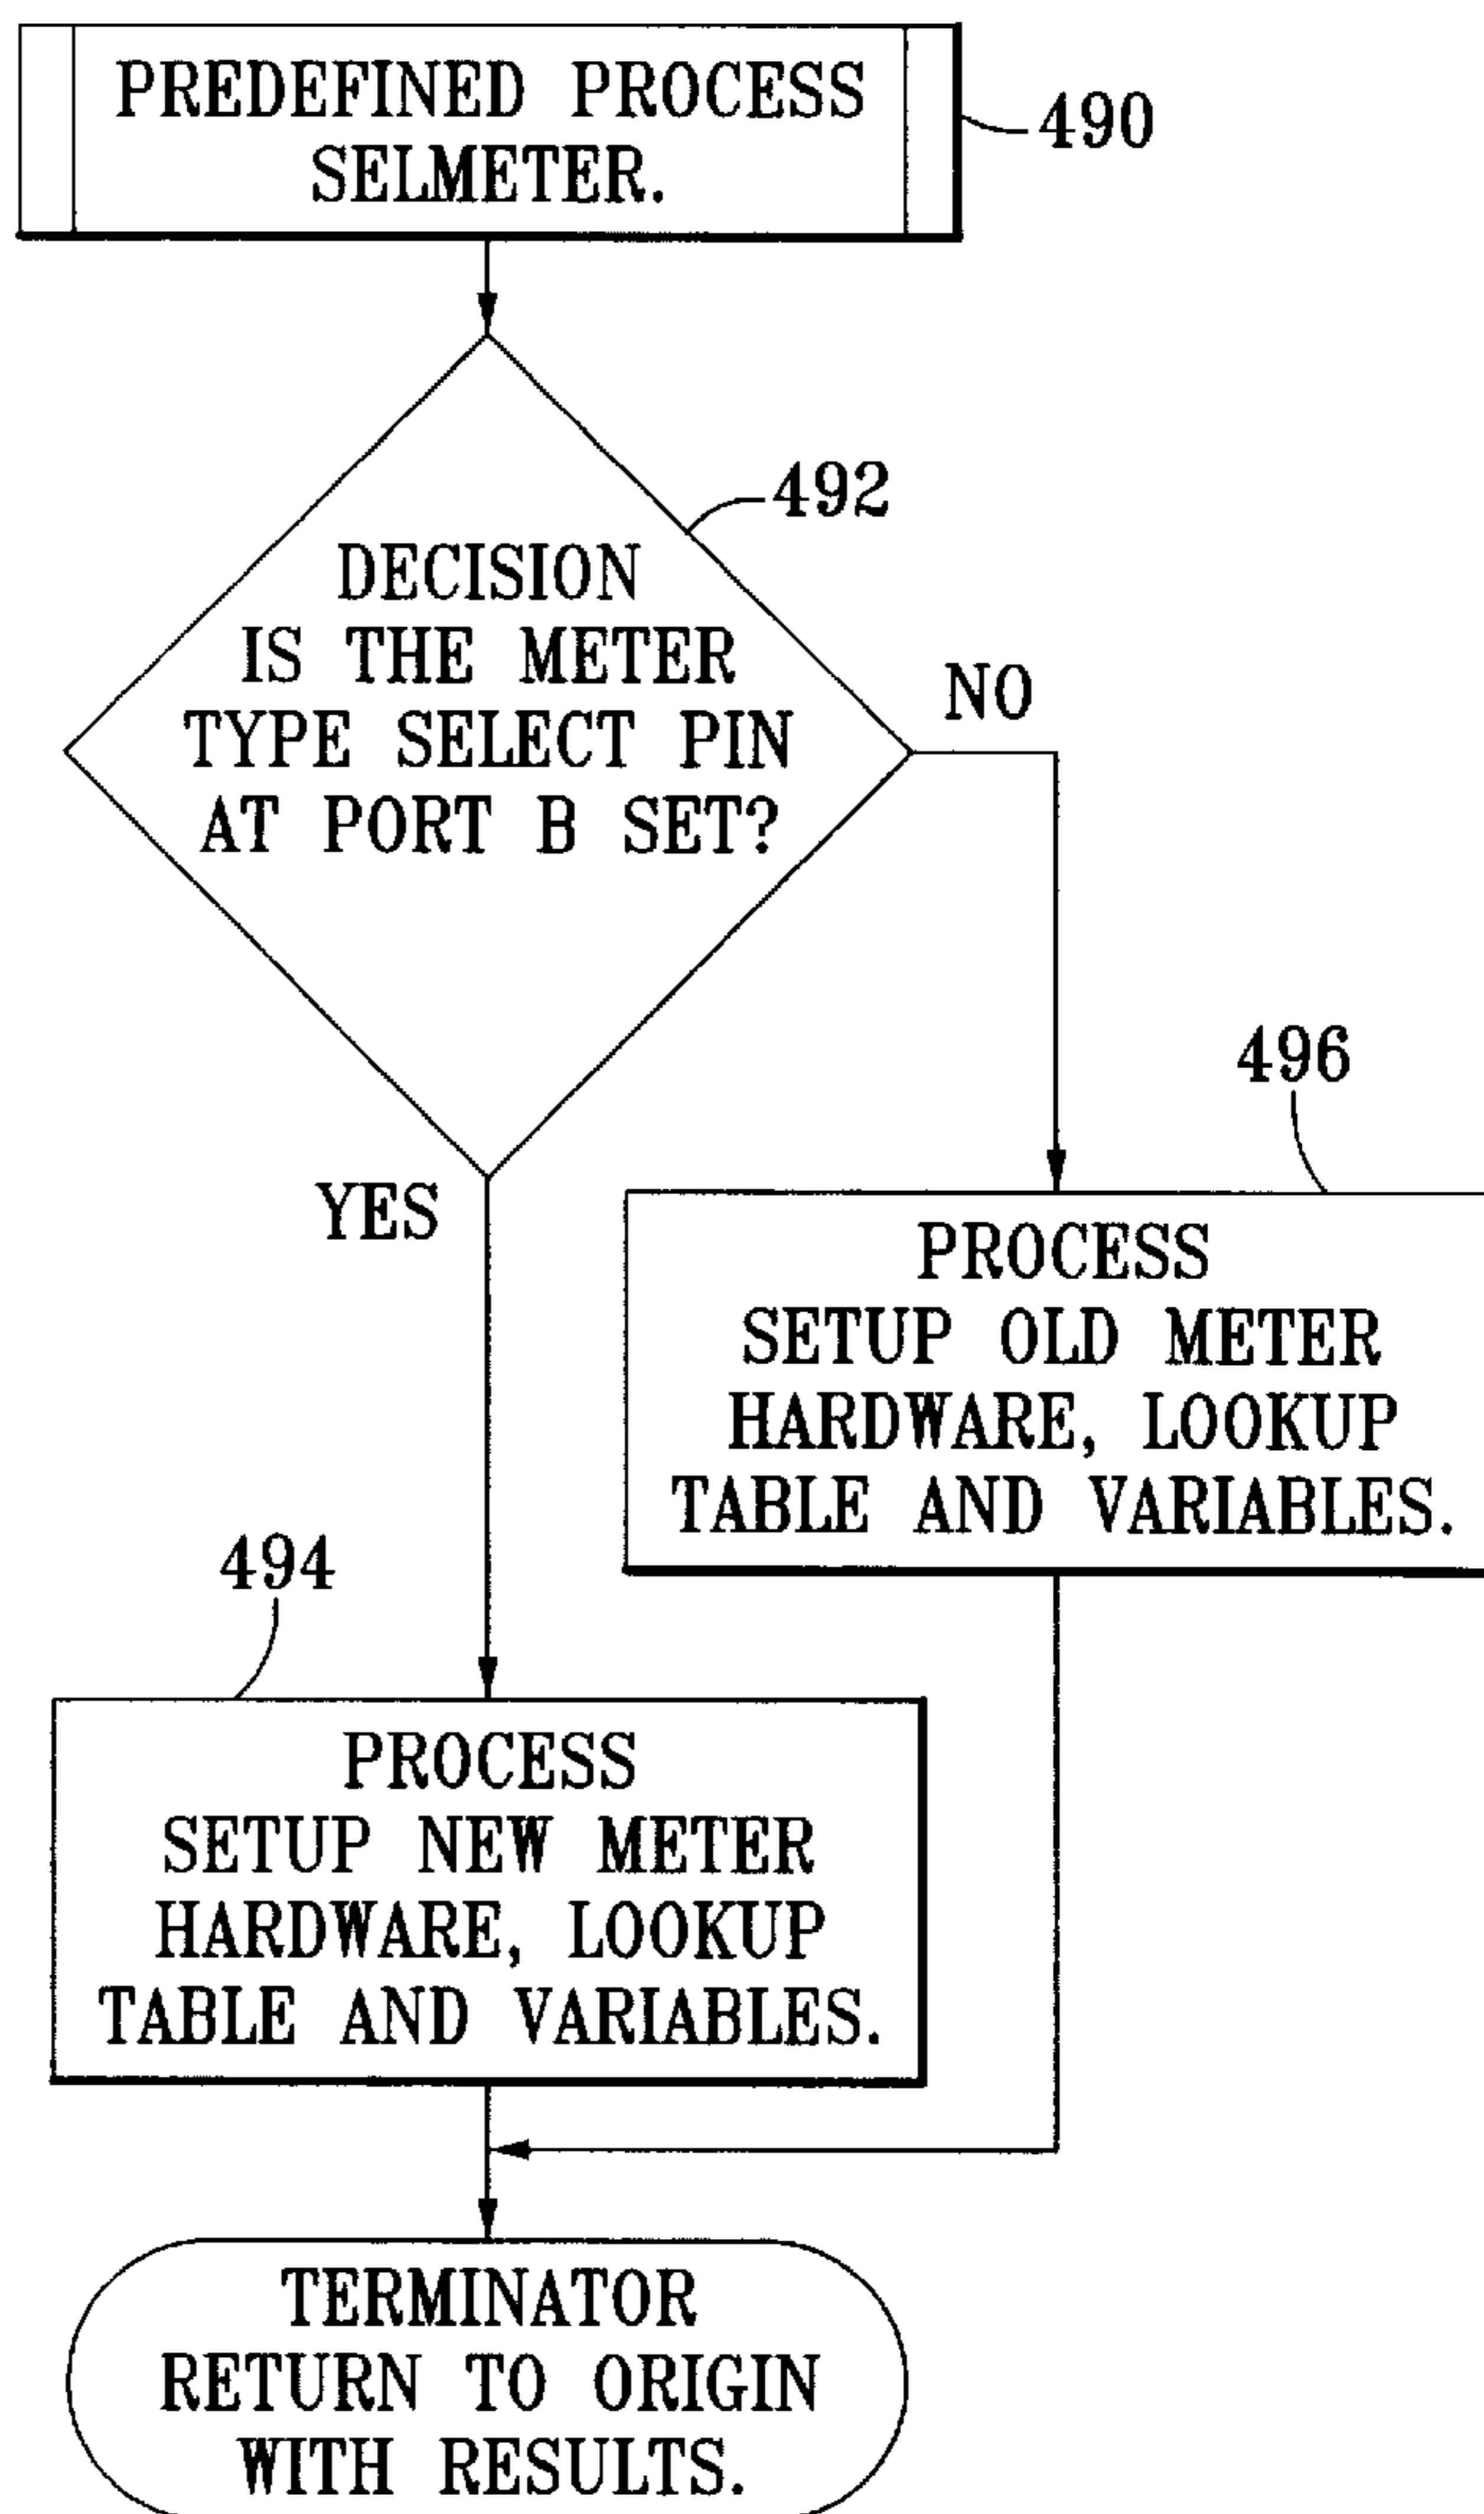 PREDEFINED PROCESS
SELMETER.
490
492
DECISION
IS THE METER
TYPE SELECT PIN
AT PORT B SET?
NO
YES
496
PROCESS
SETUP OLD METER
HARDWARE, LOOKUP
TABLE AND VARIABLES.
494
PROCESS
SETUP NEW METER
HARDWARE, LOOKUP
TABLE AND VARIABLES.
TERMINATOR
RETURN TO ORIGIN
WITH RESULTS.